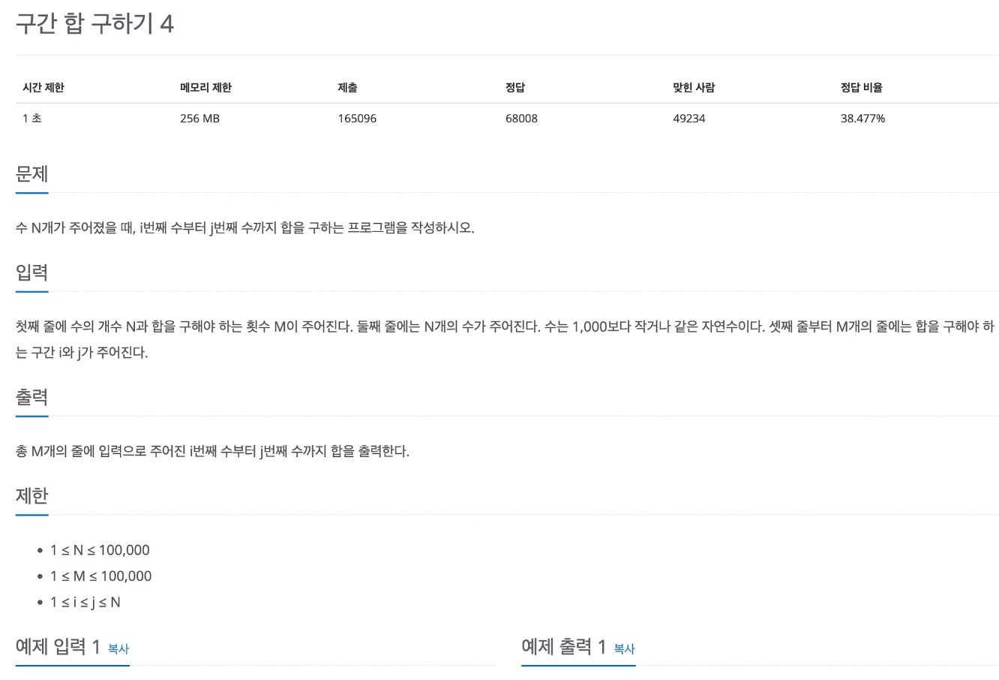 구간 합 구하기 4
시간 제한 메모리 제한 제출 정답 맞힌 사람 정답 비율
1 초 256 MB 165096 68008 49234 38.477%
문제
수 N개가 주어졌을 때, i번째 수부터 j번째 수까지 합을 구하는 프로그램을 작성하시오.
입력
첫째 줄에 수의 개수 N과 합을 구해야 하는 횟수 M이 주어진다. 둘째 줄에는 N개의 수가 주어진다. 수는 1,000보다 작거나 같은 자연수이다. 셋째 줄부터 M개의 줄에는 합을 구해야 하
는 구간 i와 j가 주어진다.
출력
총 M개의 줄에 입력으로 주어진 i번째 수부터 j번째 수까지 합을 출력한다.
제한
• 1 ≤ N ≤ 100,000
• 1 ≤ M ≤ 100,000
• 1 ≤ i ≤ j ≤ N
예제 입력 1 복사 예제 출력 1 복사